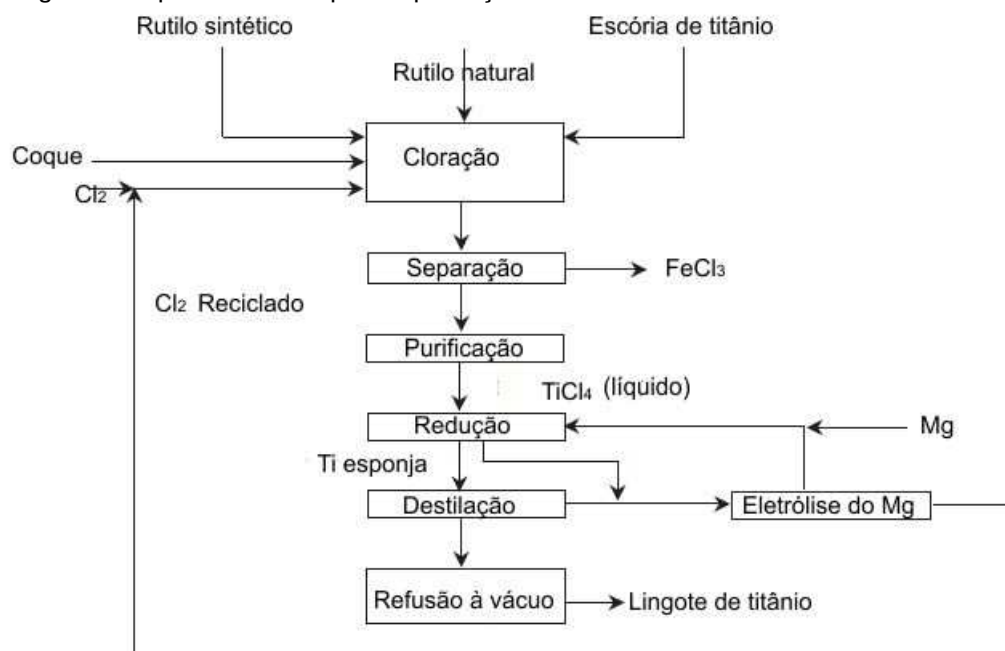 Rutilo sintético
Escória de titânio
Rutilo natural
Coque
Cloração
Cl2
Separação
FeCl3
Cl2 Reciclado
Purificação
TiCl4 (líquido)
Redução
Mg
Ti esponja
Destilação
Eletrólise do Mg
Refusão à vácuo
Lingote de titânio